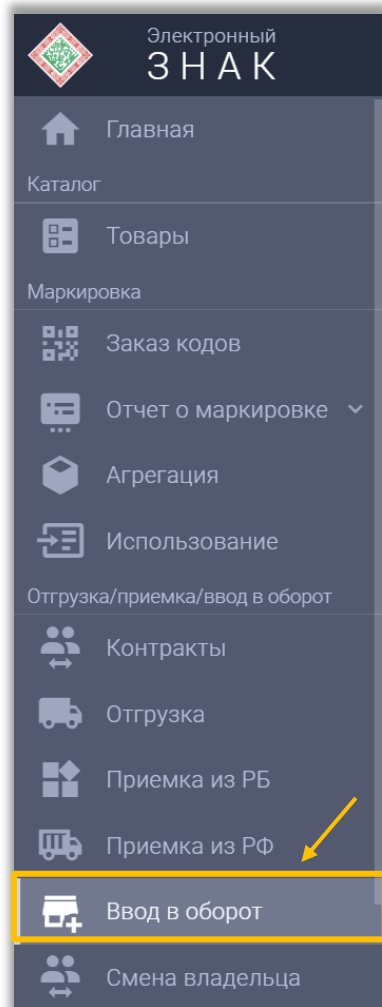 Электронный
ЗНАК
Главная
Каталог
Товары
Маркировка
Заказ кодов
Отчет о маркировке
Агрегация
Использование
Отгрузка/приемка/ввод в оборот
Контракты
Отгрузка
Приемка из РБ
Приемка из РФ
Ввод в оборот
Смена владельца